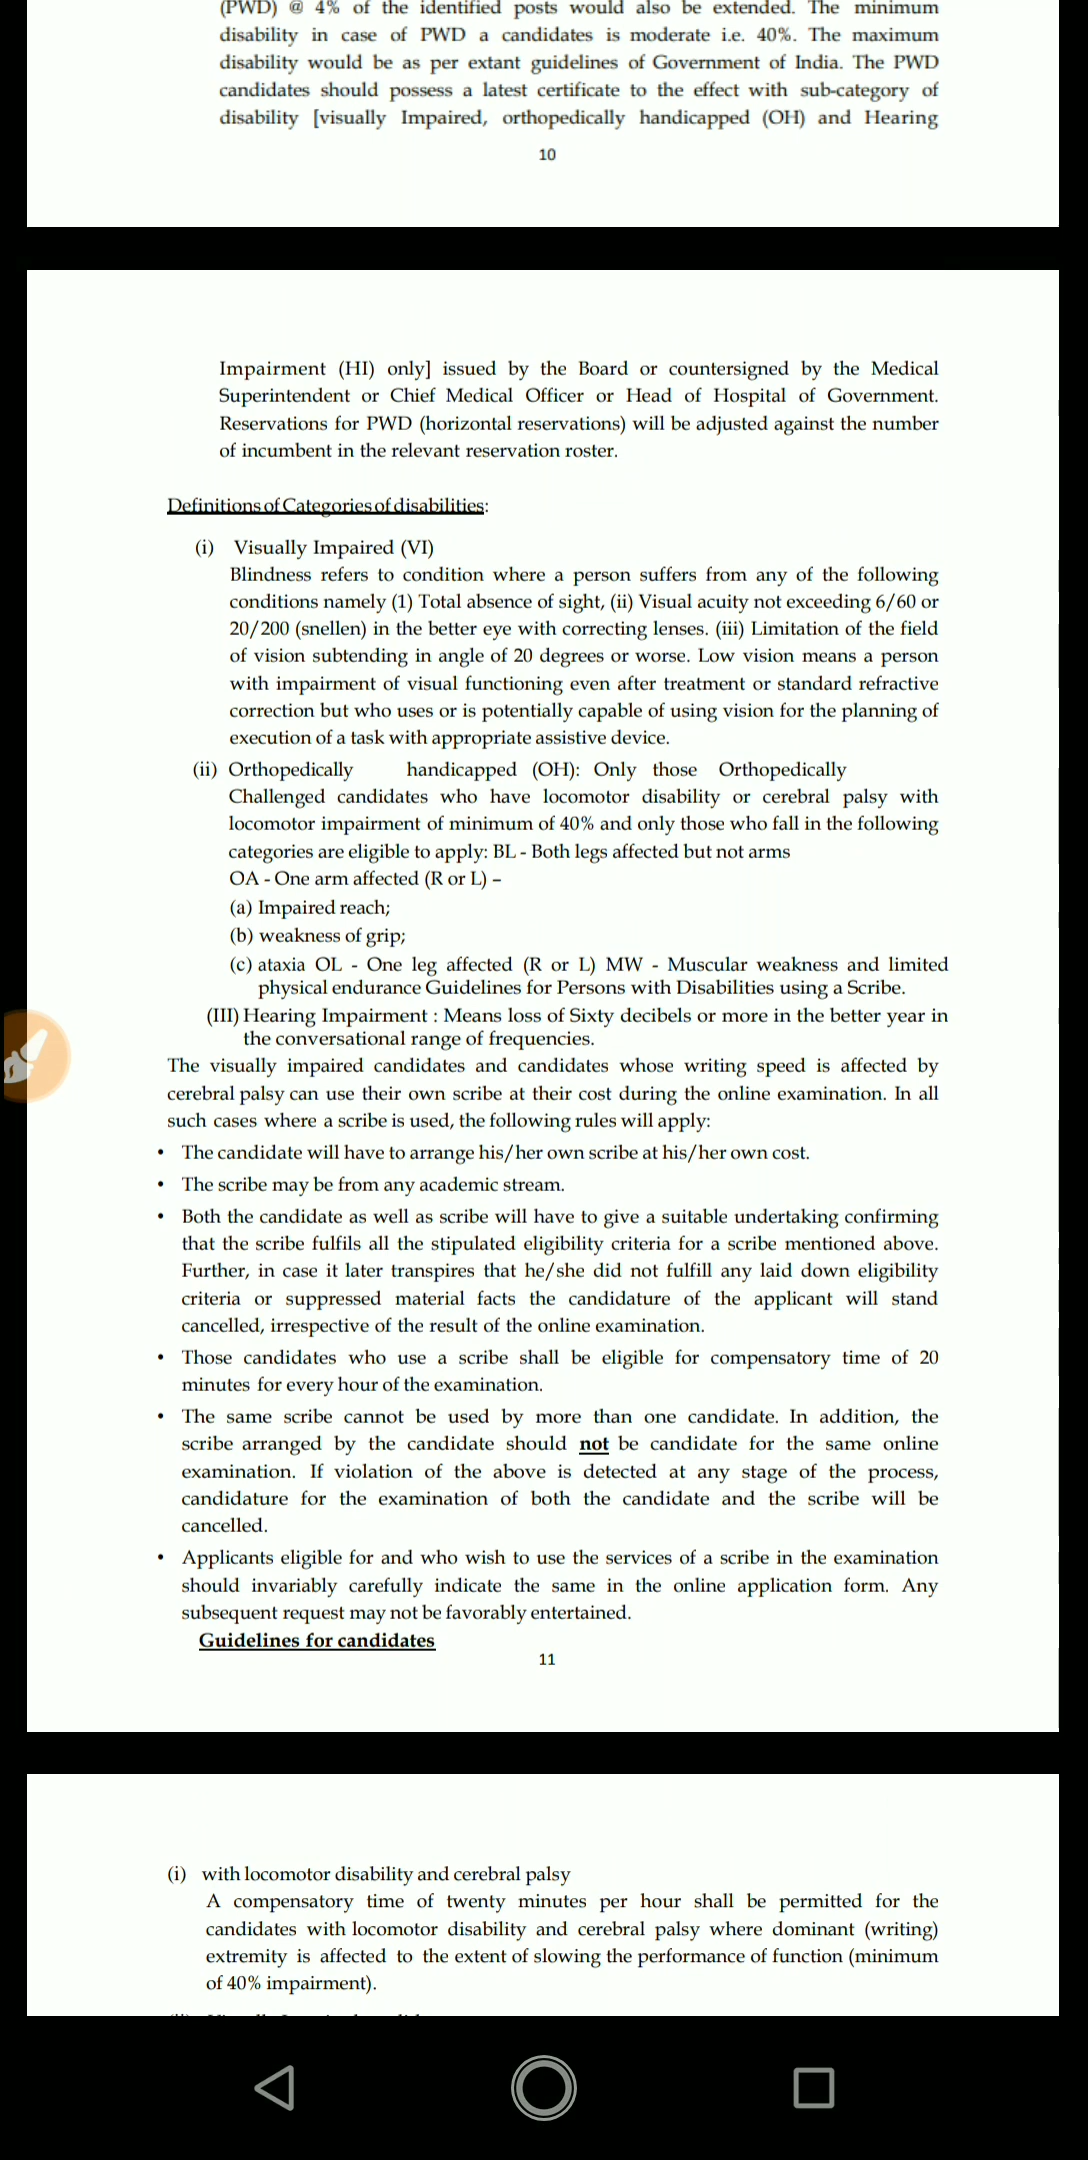 (PWD) @ 4% of the identified posts would also be extended. The minimum
disability in case of PWD a candidates is moderate i.e. 40%. The maximum
disability would be as per extant guidelines of Government of India. The PWD
candidates should possess a latest certificate to the effect with sub-category of
disability [visually Impaired, orthopedically handicapped (OH) and Hearing
10
Impairment (HI) only] issued by the Board or countersigned by the Medical
Superintendent or Chief Medical Officer or Head of Hospital of Government.
Reservations for PWD (horizontal reservations) will be adjusted against the number
of incumbent in the relevant reservation roster.
Definitions of Categories of disabilities:
(i) Visually Impaired (VI)
Blindness refers to condition where a person suffers from any of the following
conditions namely (1) Total absence of sight, (ii) Visual acuity not exceeding 6/60 or
20/200 (snellen) in the better eye with correcting lenses. (iii) Limitation of the field
of vision subtending in angle of 20 degrees or worse. Low vision means a person
with impairment of visual functioning even after treatment or standard refractive
correction but who uses or is potentially capable of using vision for the planning of
execution of a task with appropriate assistive device.
(ii) Orthopedically handicapped (OH): Only those Orthopedically
Challenged candidates who have locomotor disability or cerebral palsy with
locomotor impairment of minimum of 40% and only those who fall in the following
categories are eligible to apply: BL - Both legs affected but not arms
OA - One arm affected (R or L) –
(a) Impaired reach;
(b) weakness of grip;
(c) ataxia OL - One leg affected (R or L) MW - Muscular weakness and limited
physical endurance Guidelines for Persons with Disabilities using a Scribe.
(III) Hearing Impairment : Means loss of Sixty decibels or more in the better year in
the conversational range of frequencies.
The visually impaired candidates and candidates whose writing speed is affected by
cerebral palsy can use their own scribe at their cost during the online examination. In all
such cases where a scribe is used, the following rules will apply:
• The candidate will have to arrange his/her own scribe at his/her own cost.
• The scribe may be from any academic stream.
• Both the candidate as well as scribe will have to give a suitable undertaking confirming
that the scribe fulfils all the stipulated eligibility criteria for a scribe mentioned above.
Further, in case it later transpires that he/she did not fulfill any laid down eligibility
criteria or suppressed material facts the candidature of the applicant will stand
cancelled, irrespective of the result of the online examination.
• Those candidates who use a scribe shall be eligible for compensatory time of 20
minutes for every hour of the examination.
• The same scribe cannot be used by more than one candidate. In addition, the
scribe arranged by the candidate should not be candidate for the same online
examination. If violation of the above is detected at any stage of the process,
candidature for the examination of both the candidate and the scribe will be
cancelled.
• Applicants eligible for and who wish to use the services of a scribe in the examination
should invariably carefully indicate the same in the online application form. Any
subsequent request may not be favorably entertained.
Guidelines for candidates
11
(i) with locomotor disability and cerebral palsy
A compensatory time of twenty minutes per hour shall be permitted for the
candidates with locomotor disability and cerebral palsy where dominant (writing)
extremity is affected to the extent of slowing the performance of function (minimum
of 40% impairment).